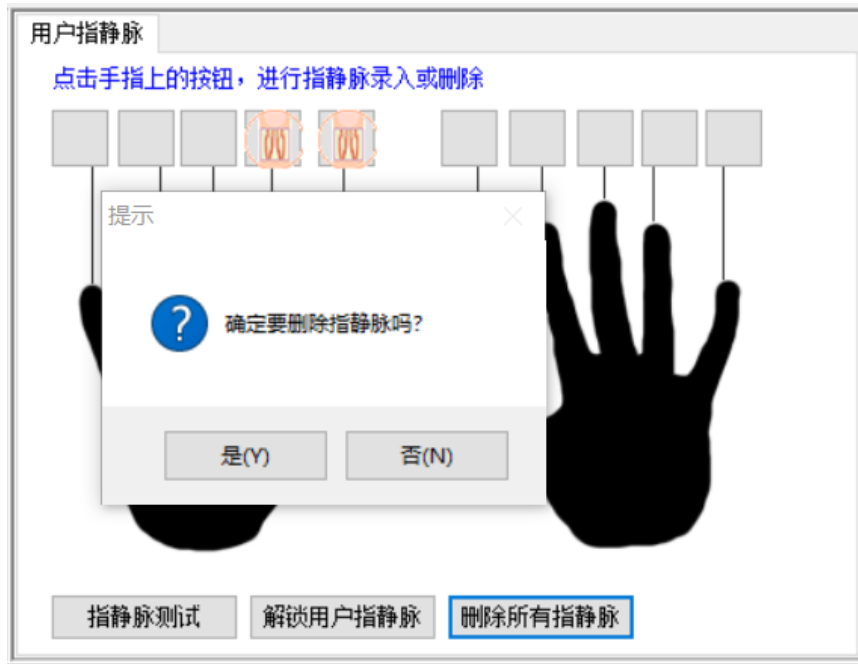 用户指静脉
点击手指上的按钮，进行指静脉录入或删除
提示
?
确定要删除指静脉吗?
是(Y)
否(N)
指静脉测试
解锁用户指静脉
删除所有指静脉